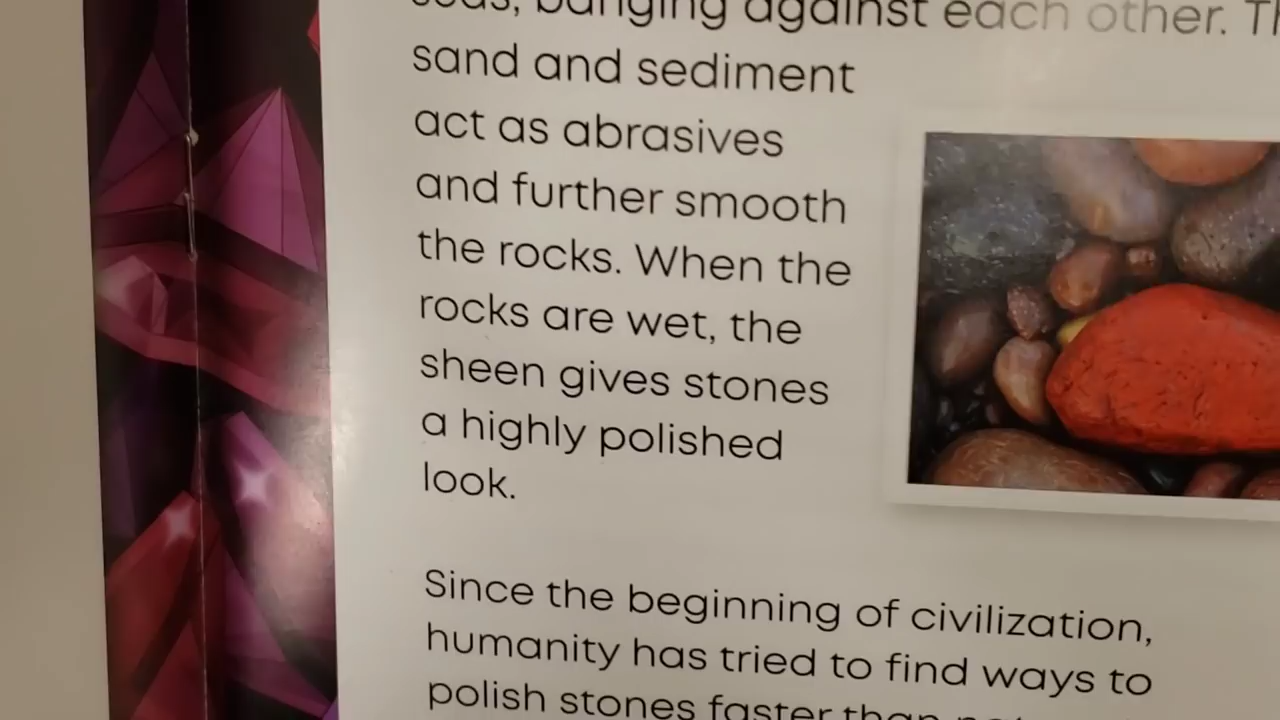 banging against each other.
sand and sediment
act as abrasives
and further smooth
the rocks. When the
rocks are wet, the
sheen gives stones
a highly polished
look.
Since the beginning of civilization,
humanity has tried to find ways to
polish stones faster than